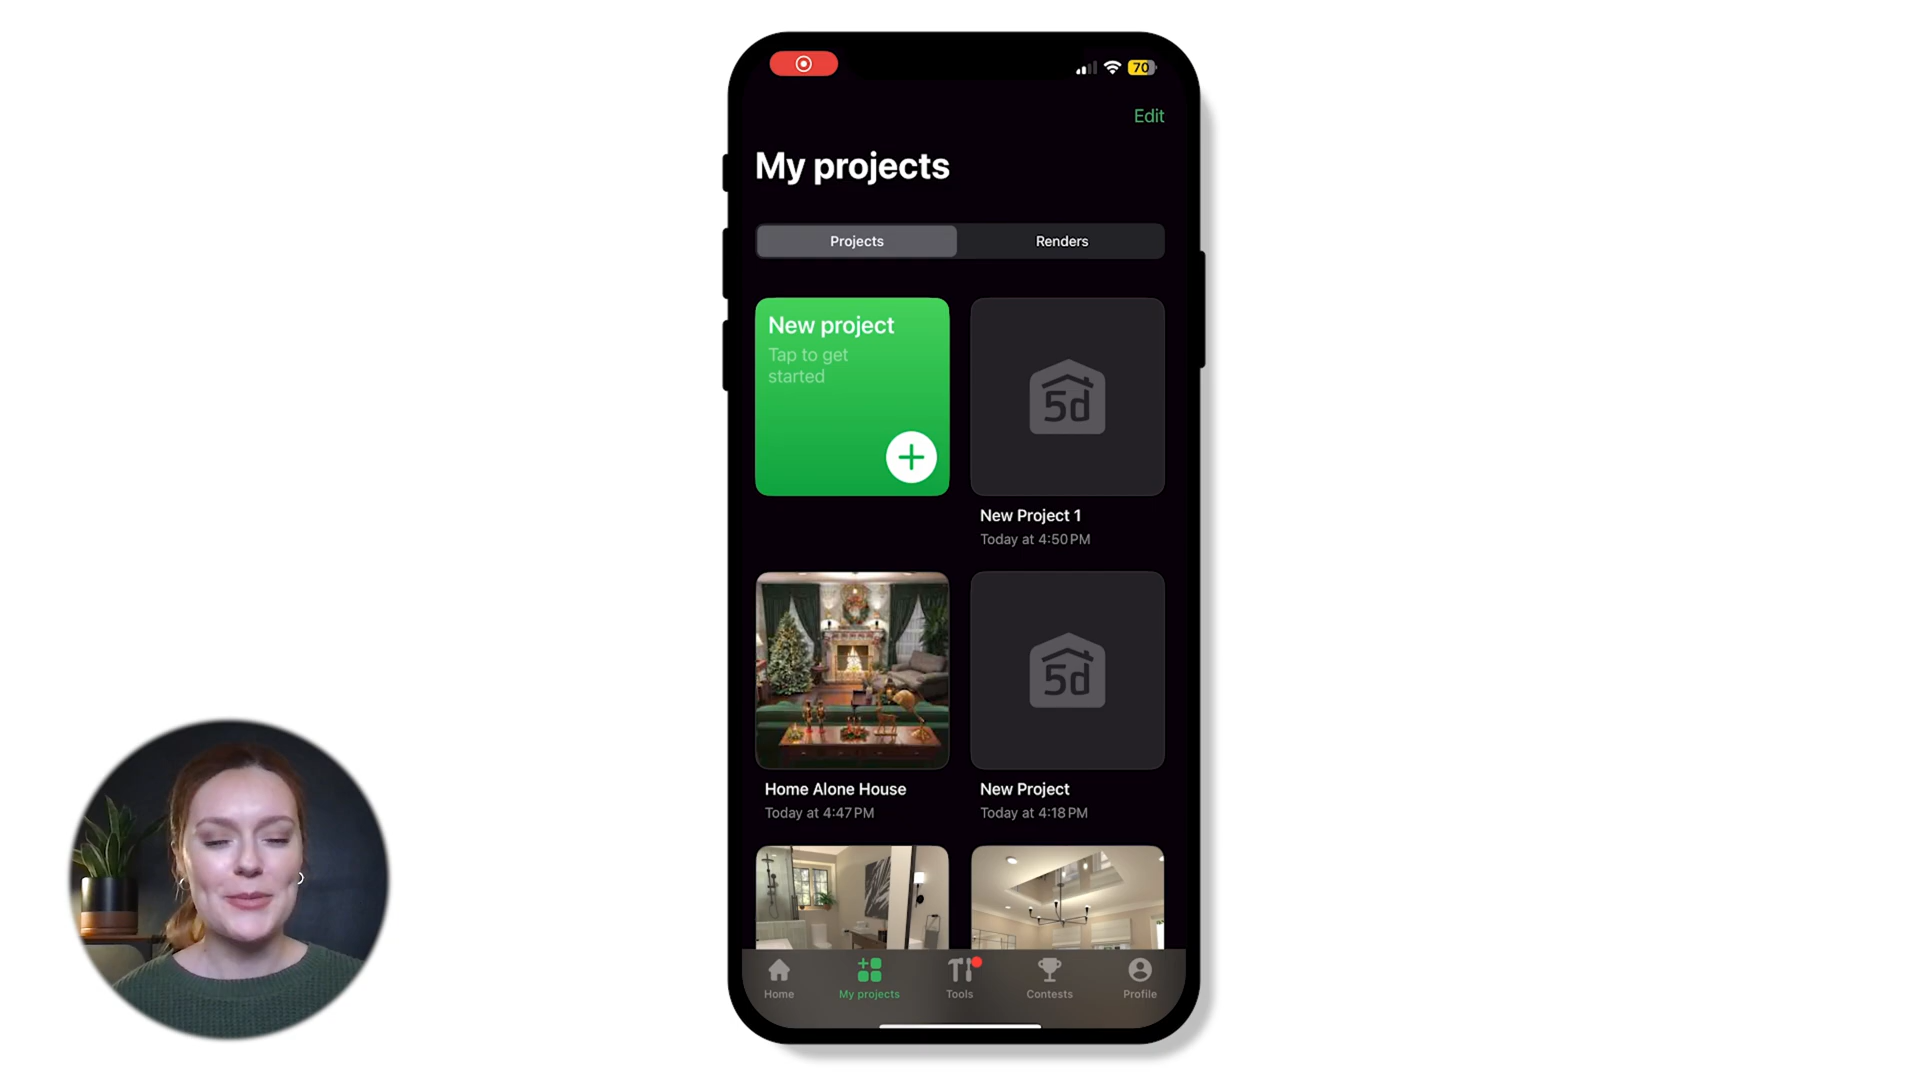 70
Edit
My projects
Projects
Renders
New project
Tap to get
started
5d
New Project 1
Today at 4:50 PM
5d
Home Alone House
Today at 4:47 PM
New Project
Today at 4:18 PM
Home
My projects
Tools
Contests
Profile